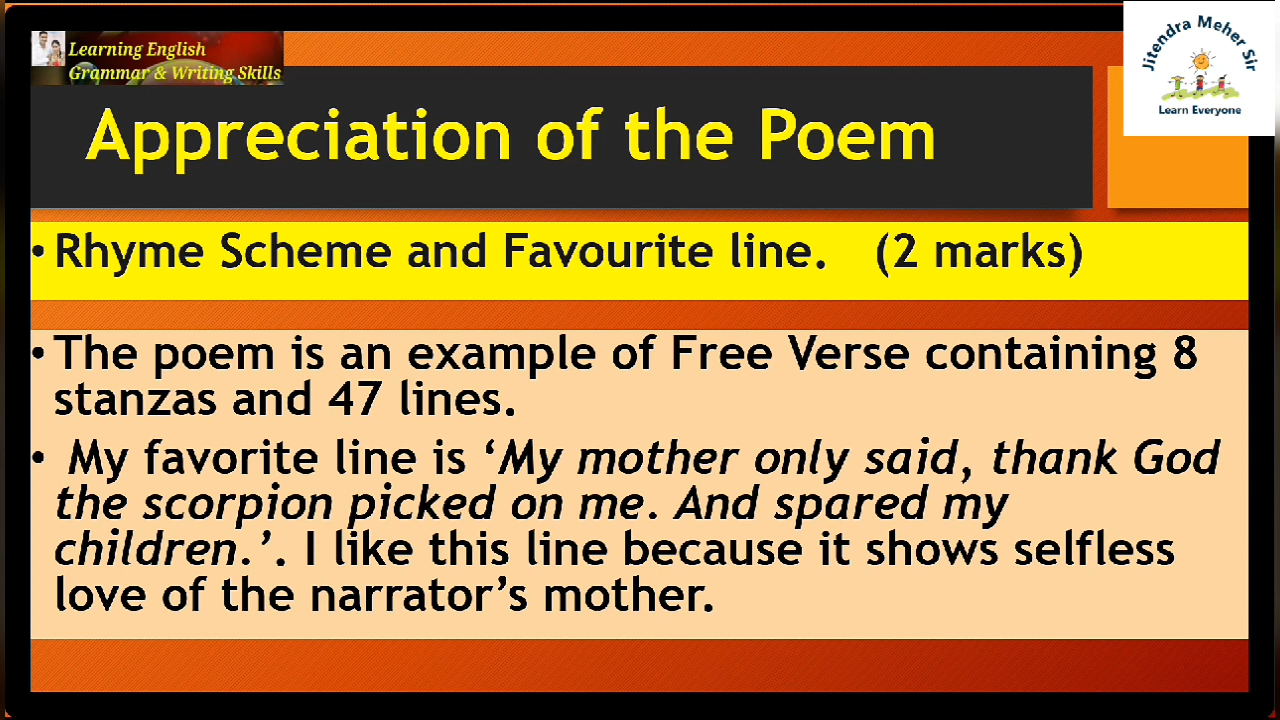 Learning English
Grammar & Writing Skills
Jitendra Meher Sir
Learn Everyone
Appreciation of the Poem
• Rhyme Scheme and Favourite line. (2 marks)
• The poem is an example of Free Verse containing 8
stanzas and 47 lines.
• My favorite line is ‘My mother only said, thank God
the scorpion picked on me. And spared my
children.’. I like this line because it shows selfless
love of the narrator’s mother.